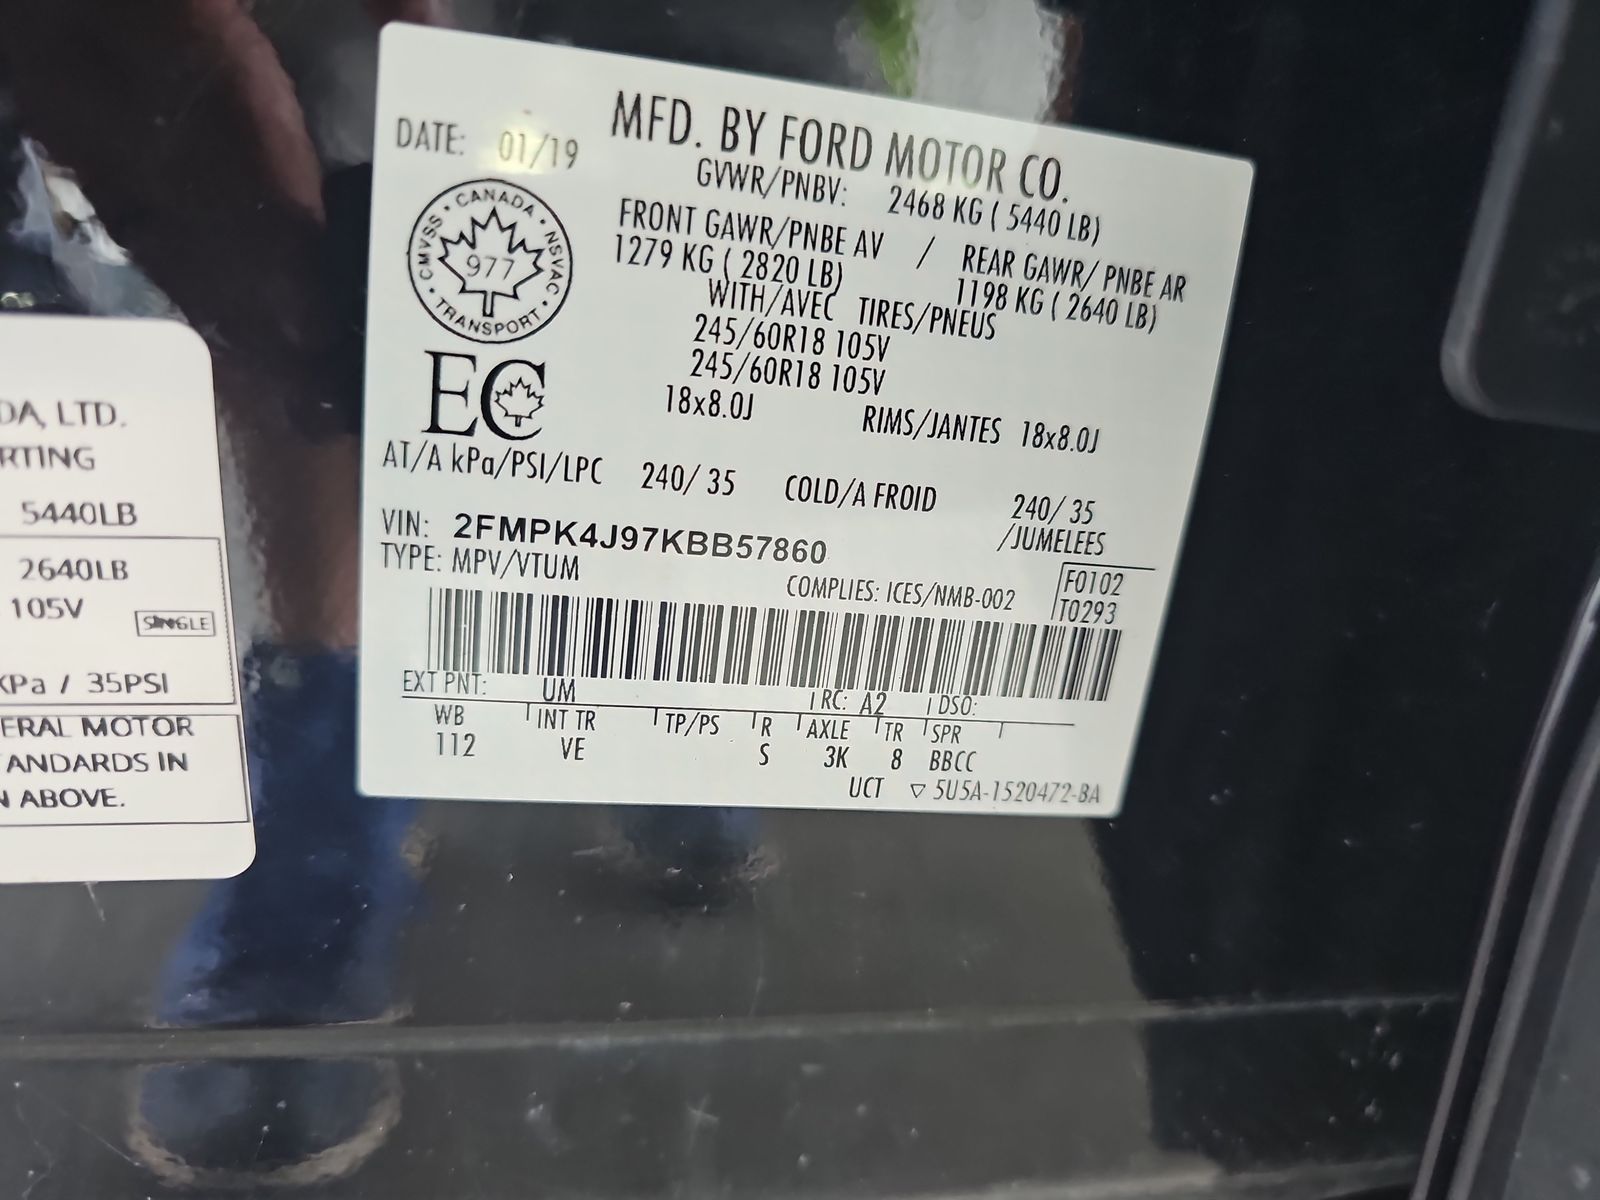 DATE: 01/19
MFD. BY FORD MOTOR CO.
GVWR/PNBV: 2468 KG ( 5440 LB)
FRONT GAWR/PNBE AV / REAR GAWR/ PNBE AR
1279 KG ( 2820 LB) 1198 KG ( 2640 LB)
WITH/AVEC TIRES/PNEUS
245/60R18 105V
245/60R18 105V
18x8.0J RIMS/JANTES 18x8.0J
CANADA · NSVAC · TRANSPORT · CMVSS ·
977
EC
AT/A kPa/PSI/LPC 240/ 35 COLD/A FROID 240/ 35
/JUMELEES
VIN: 2FMPK4J97KBB57860
TYPE: MPV/VTUM
COMPLIES: ICES/NMB-002
F0102
T0293
EXT PNT: UM RC: A2 DSO:
WB INT TR TP/PS R AXLE TR SPR
112 VE S 3K 8 BBCC
UCT ▽ 5U5A-1520472-BA
DA, LTD.
RTING
5440LB
2640LB
105V
SINGLE
kPa / 35PSI
ERAL MOTOR
ANDARDS IN
N ABOVE.